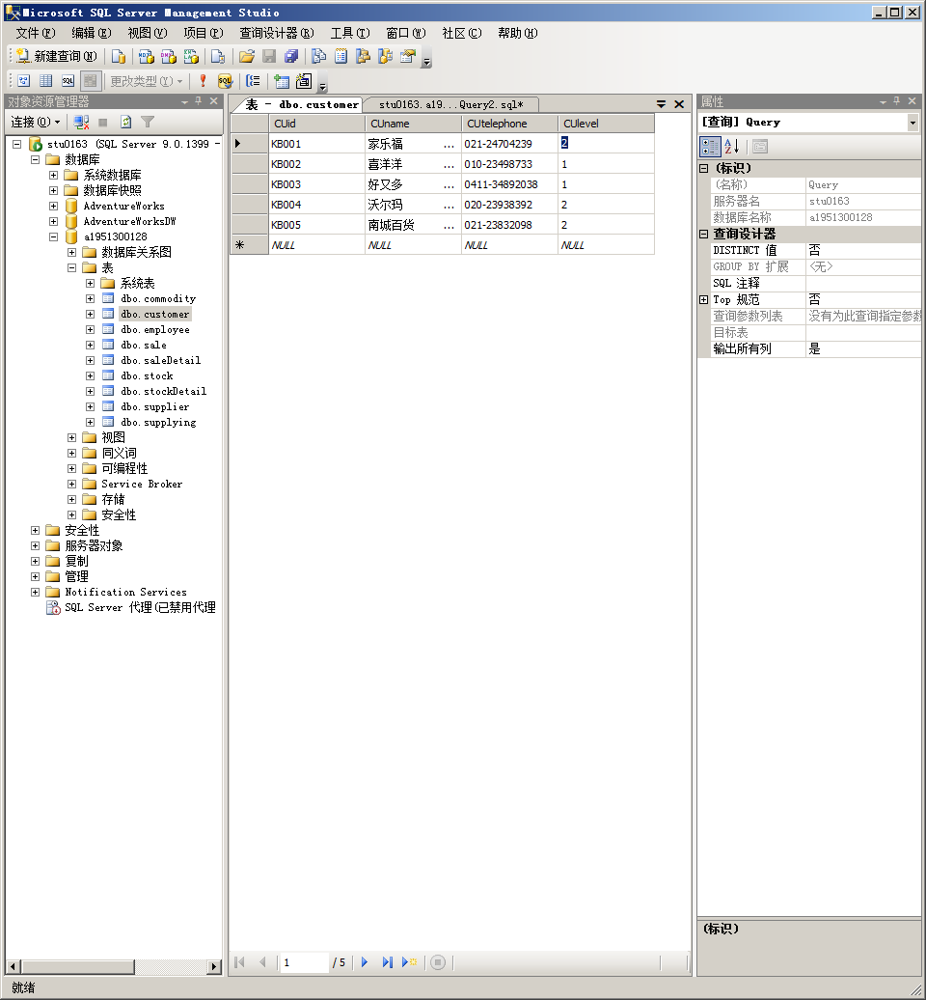 Microsoft SQL Server Management Studio
文件(F) 编辑(E) 视图(V) 项目(P) 查询设计器(R) 工具(T) 窗口(W) 社区(C) 帮助(H)
新建查询(N)
更改类型(Y)
对象资源管理器
连接(O)
stu0163 (SQL Server 9.0.1399 -
数据库
系统数据库
数据库快照
AdventureWorks
AdventureWorksDW
a1951300128
数据库关系图
表
系统表
dbo.commodity
dbo.customer
dbo.employee
dbo.sale
dbo.saleDetail
dbo.stock
dbo.stockDetail
dbo.supplier
dbo.supplying
视图
同义词
可编程性
Service Broker
存储
安全性
安全性
服务器对象
复制
管理
Notification Services
SQL Server 代理(已禁用代理
表 - dbo.customer stu0163.a19...Query2.sql*
CUid CUname CUtelephone CUlevel
KB001 家乐福 ... 021-24704239 2
KB002 喜洋洋 ... 010-23498733 1
KB003 好又多 ... 0411-34892038 1
KB004 沃尔玛 ... 020-23938392 2
KB005 南城百货 ... 021-23832098 2
NULL NULL NULL NULL
1 / 5
属性
[查询] Query
(标识)
(名称) Query
服务器名 stu0163
数据库名称 a1951300128
查询设计器
DISTINCT 值 否
GROUP BY 扩展 <无>
SQL 注释
Top 规范 否
查询参数列表 没有为此查询指定参数
目标表
输出所有列 是
(标识)
就绪